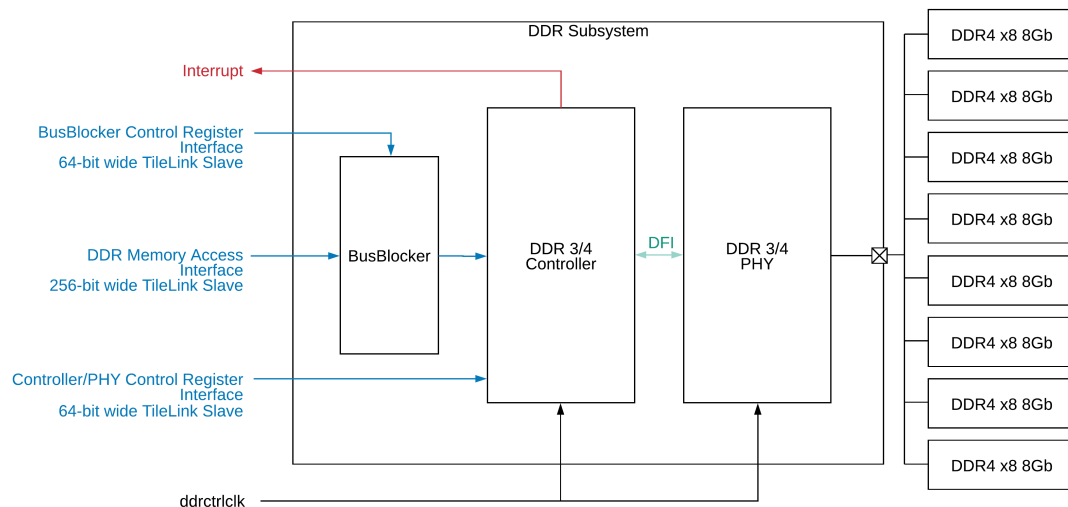 DDR Subsystem
Interrupt
BusBlocker Control Register
Interface
64-bit wide TileLink Slave
DDR Memory Access
Interface
256-bit wide TileLink Slave
Controller/PHY Control Register
Interface
64-bit wide TileLink Slave
ddrctrlclk
BusBlocker
DDR 3/4
Controller
DFI
DDR 3/4
PHY
DDR4 x8 8Gb
DDR4 x8 8Gb
DDR4 x8 8Gb
DDR4 x8 8Gb
DDR4 x8 8Gb
DDR4 x8 8Gb
DDR4 x8 8Gb
DDR4 x8 8Gb